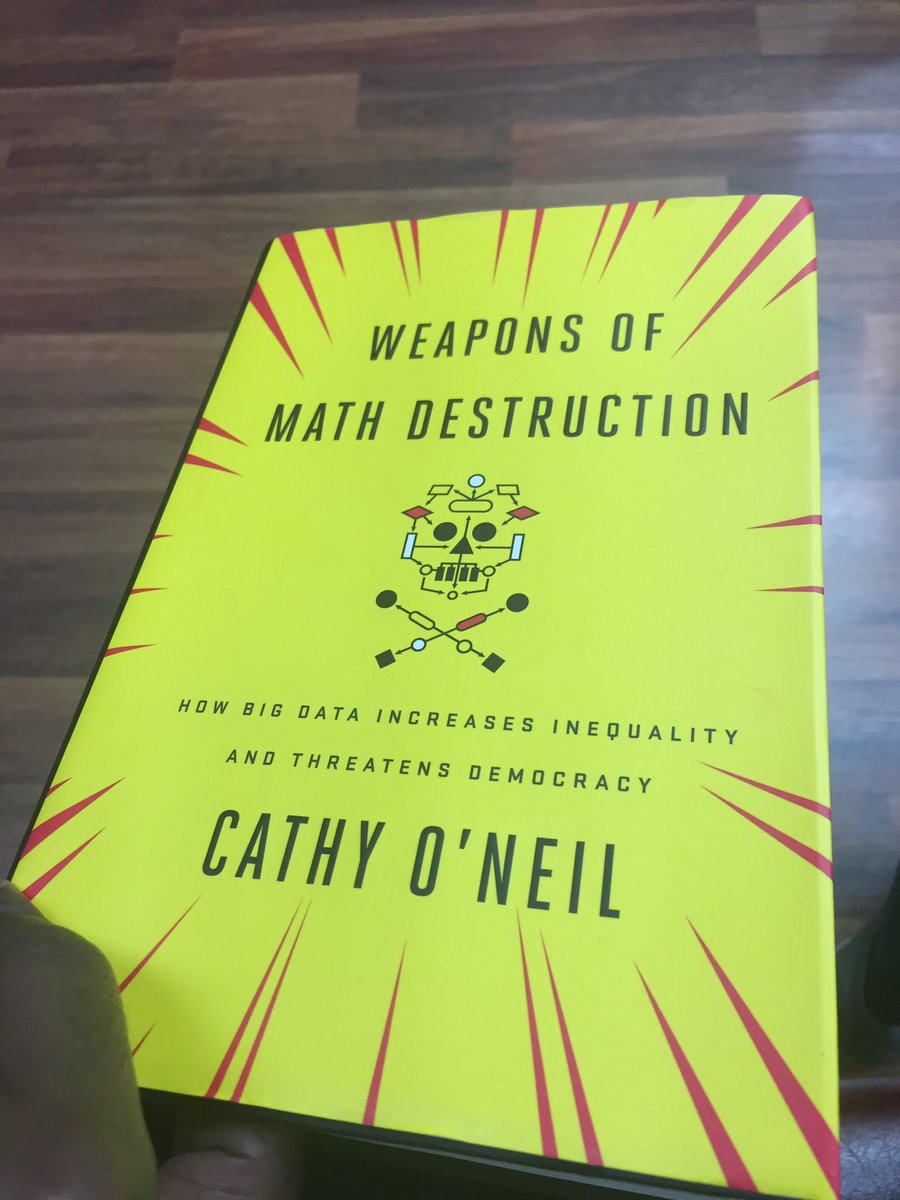 WEAPONS OF
MATH DESTRUCTION
HOW BIG DATA INCREASES INEQUALITY
AND THREATENS DEMOCRACY
CATHY O'NEIL